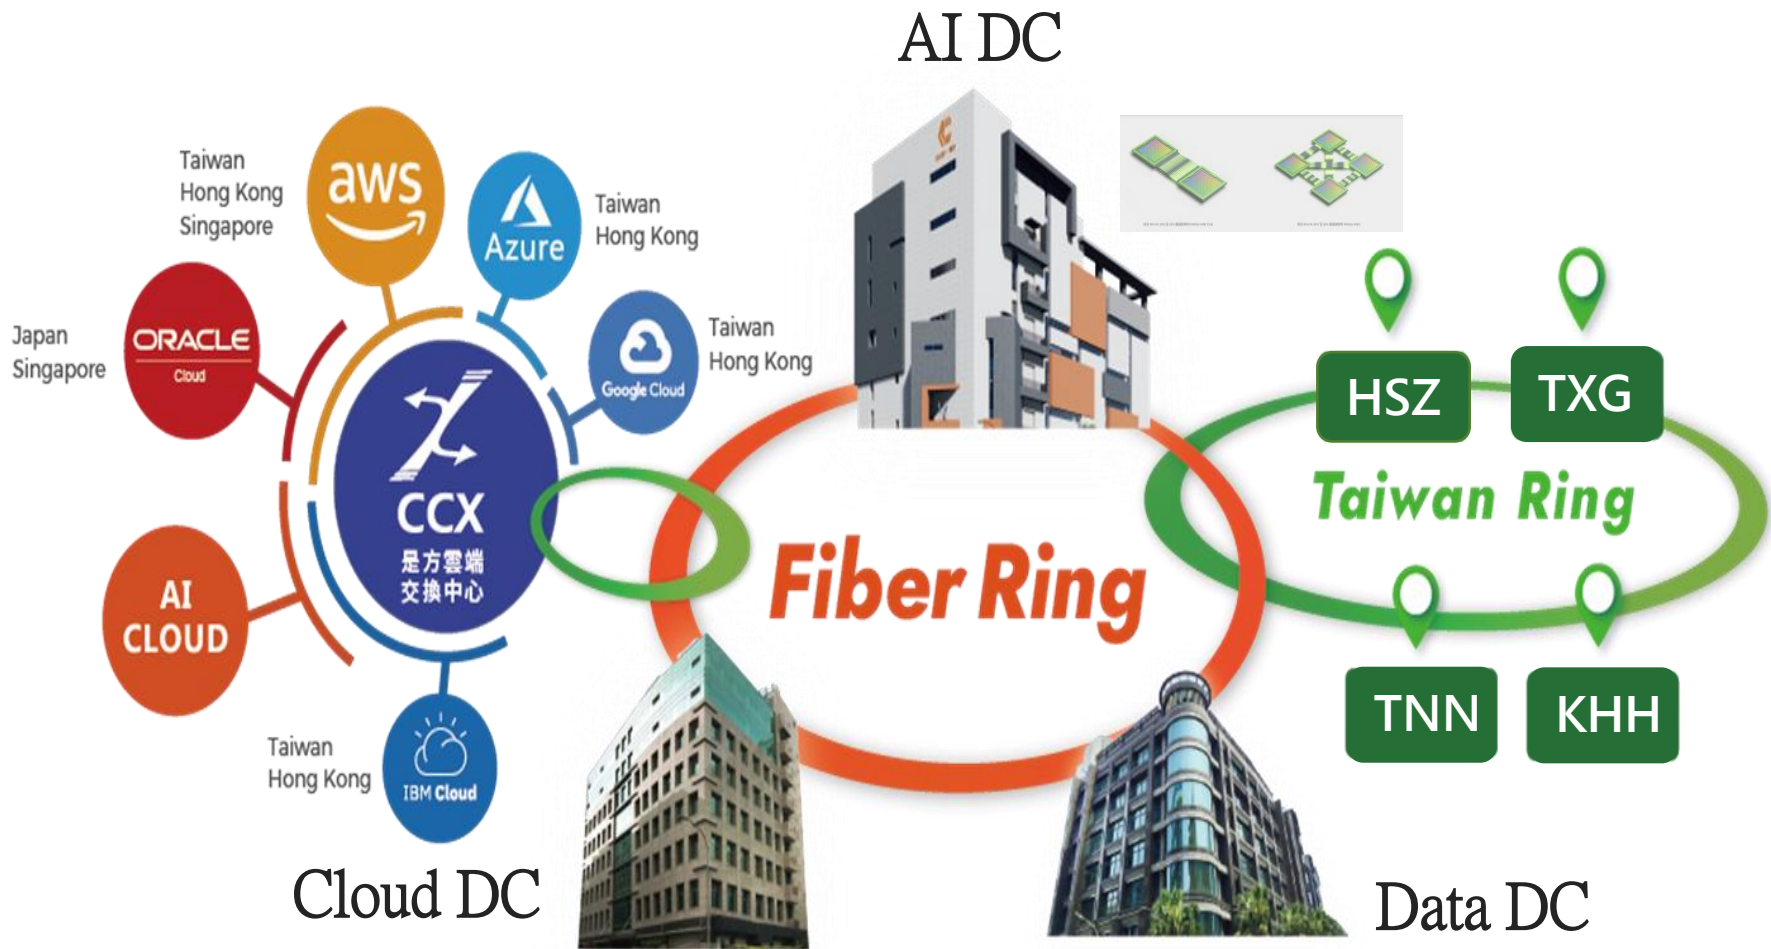 AI DC
Taiwan
Hong Kong
Singapore
aws
Azure
Taiwan
Hong Kong
Japan
Singapore
ORACLE
Cloud
Google Cloud
Taiwan
Hong Kong
CCX
是方雲端
交換中心
AI
CLOUD
Taiwan
Hong Kong
IBM Cloud
Cloud DC
Fiber Ring
HSZ
TXG
Taiwan Ring
TNN
KHH
Data DC